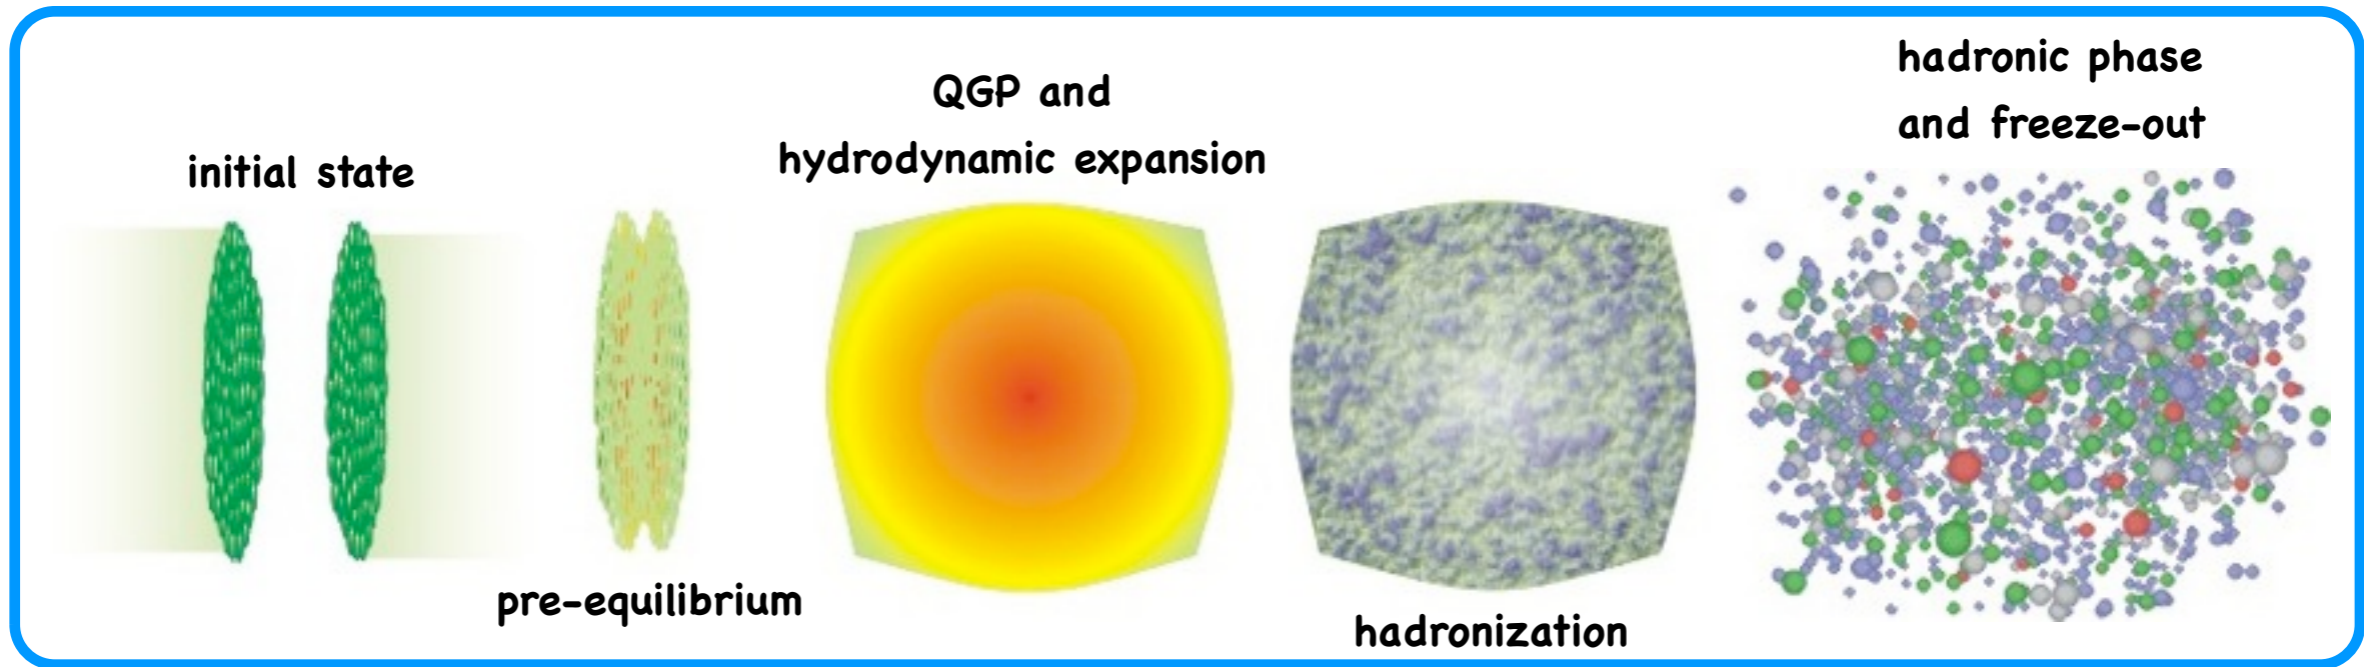 initial state
pre-equilibrium
QGP and
hydrodynamic expansion
hadronization
hadronic phase
and freeze-out